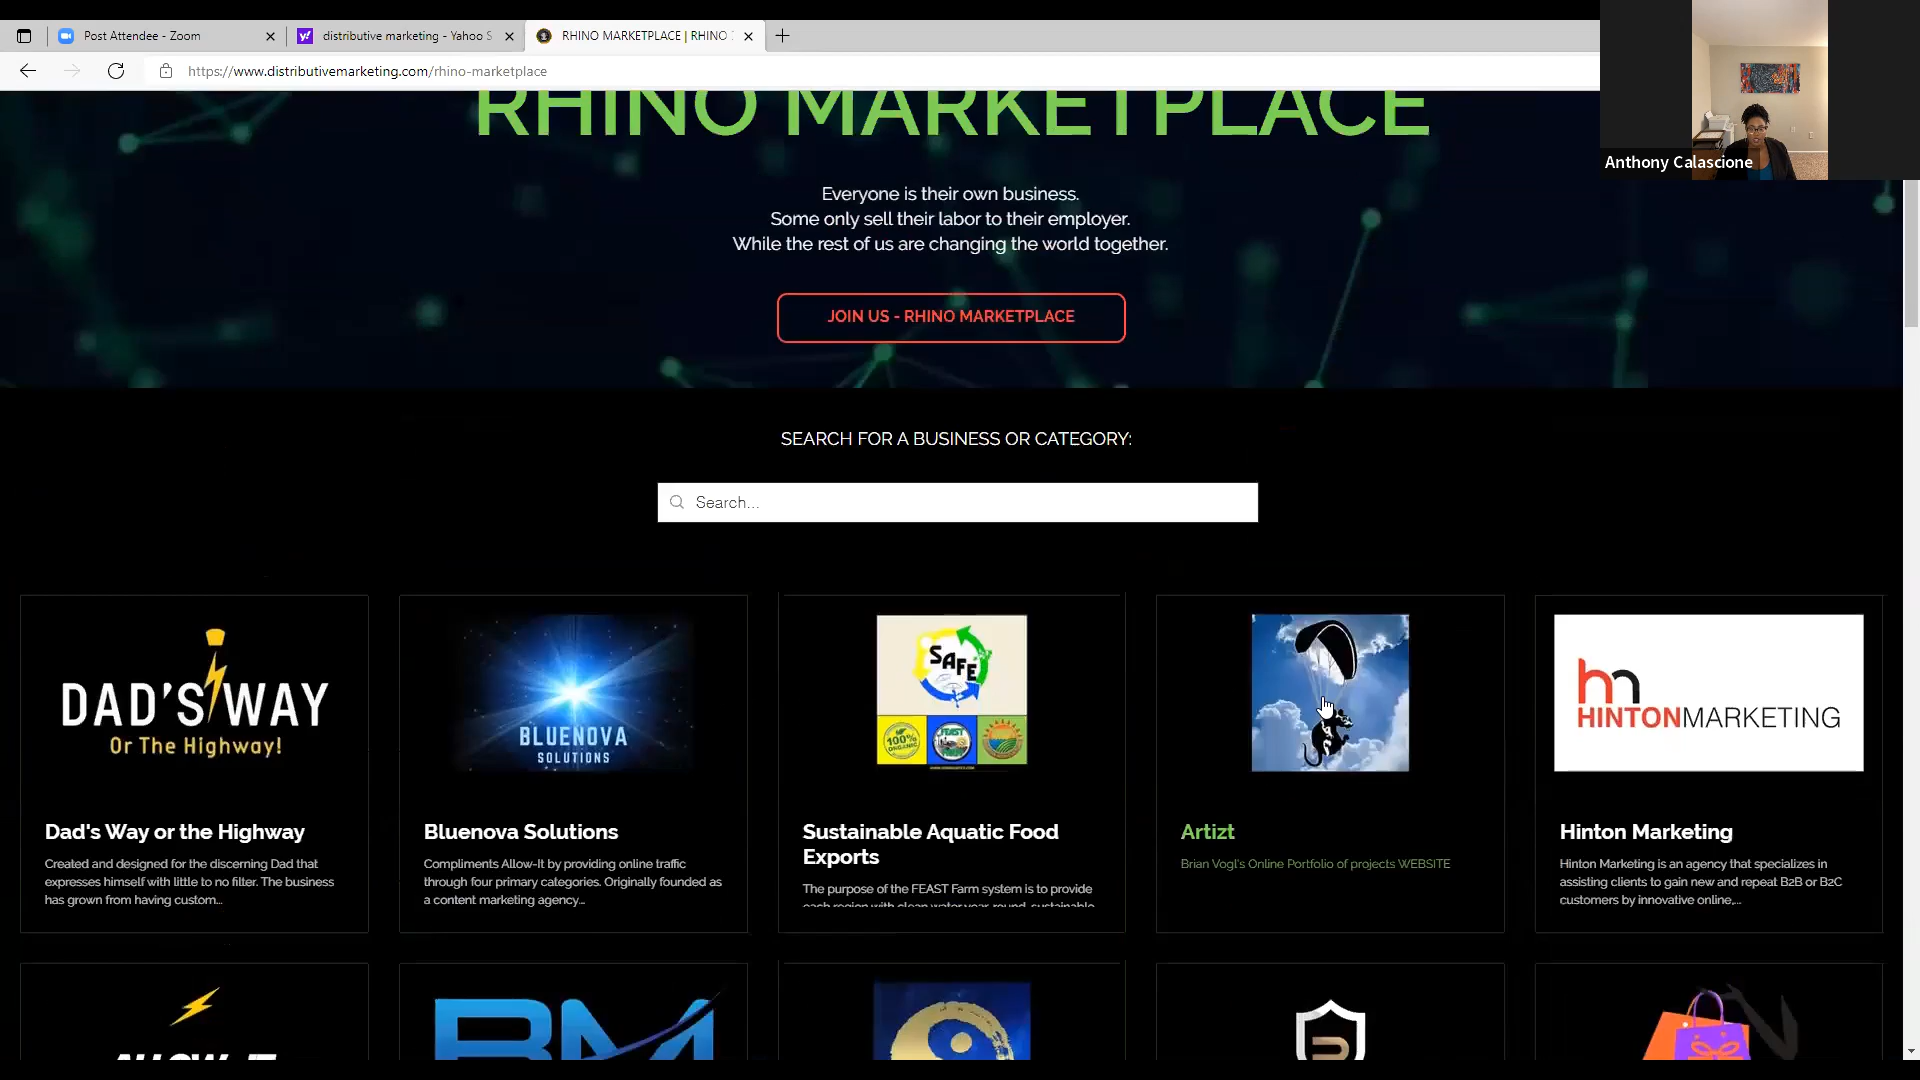 Post Attendee - Zoom
distributive marketing - Yahoo S
RHINO MARKETPLACE | RHINO
https://www.distributivemarketing.com/rhino-marketplace
Anthony Calascione
RHINO MARKETPLACE
Everyone is their own business.
Some only sell their labor to their employer.
While the rest of us are changing the world together.
JOIN US - RHINO MARKETPLACE
SEARCH FOR A BUSINESS OR CATEGORY:
Search...
DAD'S WAY
Or The Highway!
BLUENOVA
SOLUTIONS
SAFE
100%
ORGANIC
FEAST
hm
HINTONMARKETING
Dad's Way or the Highway
Created and designed for the discerning Dad that
expresses himself with little to no filter. The business
has grown from having custom...
Bluenova Solutions
Compliments Allow-It by providing online traffic
through four primary categories. Originally founded as
a content marketing agency...
Sustainable Aquatic Food
Exports
The purpose of the FEAST Farm system is to provide
each region with clean water year-round, sustainable
Artizt
Brian Vogl's Online Portfolio of projects WEBSITE
Hinton Marketing
Hinton Marketing is an agency that specializes in
assisting clients to gain new and repeat B2B or B2C
customers by innovative online,...
ALLOW-IT
BM